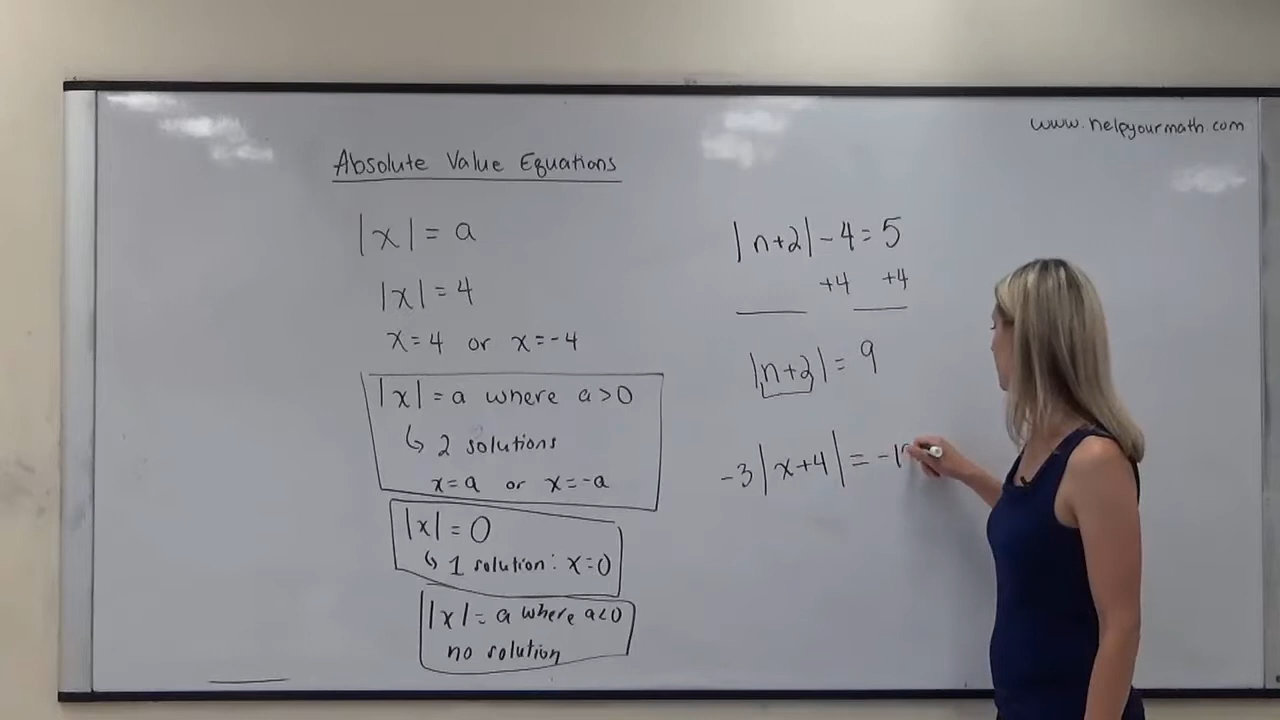 www.helpyourmath.com
Absolute Value Equations
|x| = a
|x| = 4
x = 4 or x = -4
|x| = a where a > 0
↳ 2 solutions
x = a or x = -a
|x| = 0
↳ 1 solution: x = 0
|x| = a where a < 0
no solution
|n+2| - 4 = 5
+4 +4
|n+2| = 9
-3|x+4| = -1